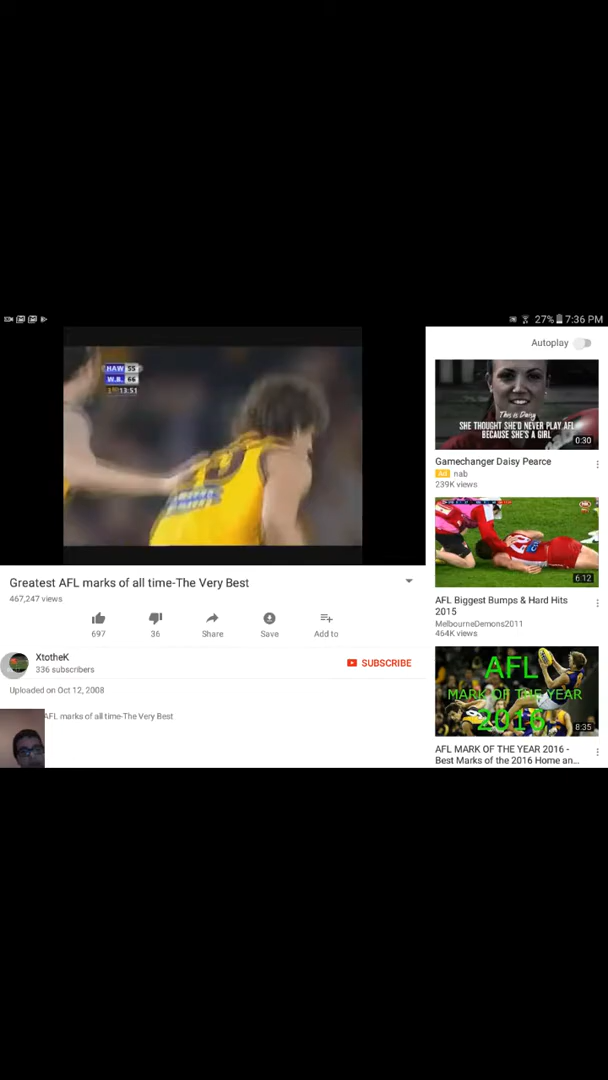 27% 7:36 PM
HAW 55
W.B. 66
13:51
Greatest AFL marks of all time-The Very Best
467,247 views
697
36
Share
Save
Add to
XtotheK
336 subscribers
SUBSCRIBE
Uploaded on Oct 12, 2008
AFL marks of all time-The Very Best
Autoplay
This is Daisy
SHE THOUGHT SHE'D NEVER PLAY AFL
BECAUSE SHE'S A GIRL
0:30
Gamechanger Daisy Pearce
Ad nab
239K views
6:12
AFL Biggest Bumps & Hard Hits
2015
MelbourneDemons2011
464K views
AFL
MARK OF THE YEAR
2016
8:35
AFL MARK OF THE YEAR 2016 -
Best Marks of the 2016 Home an...